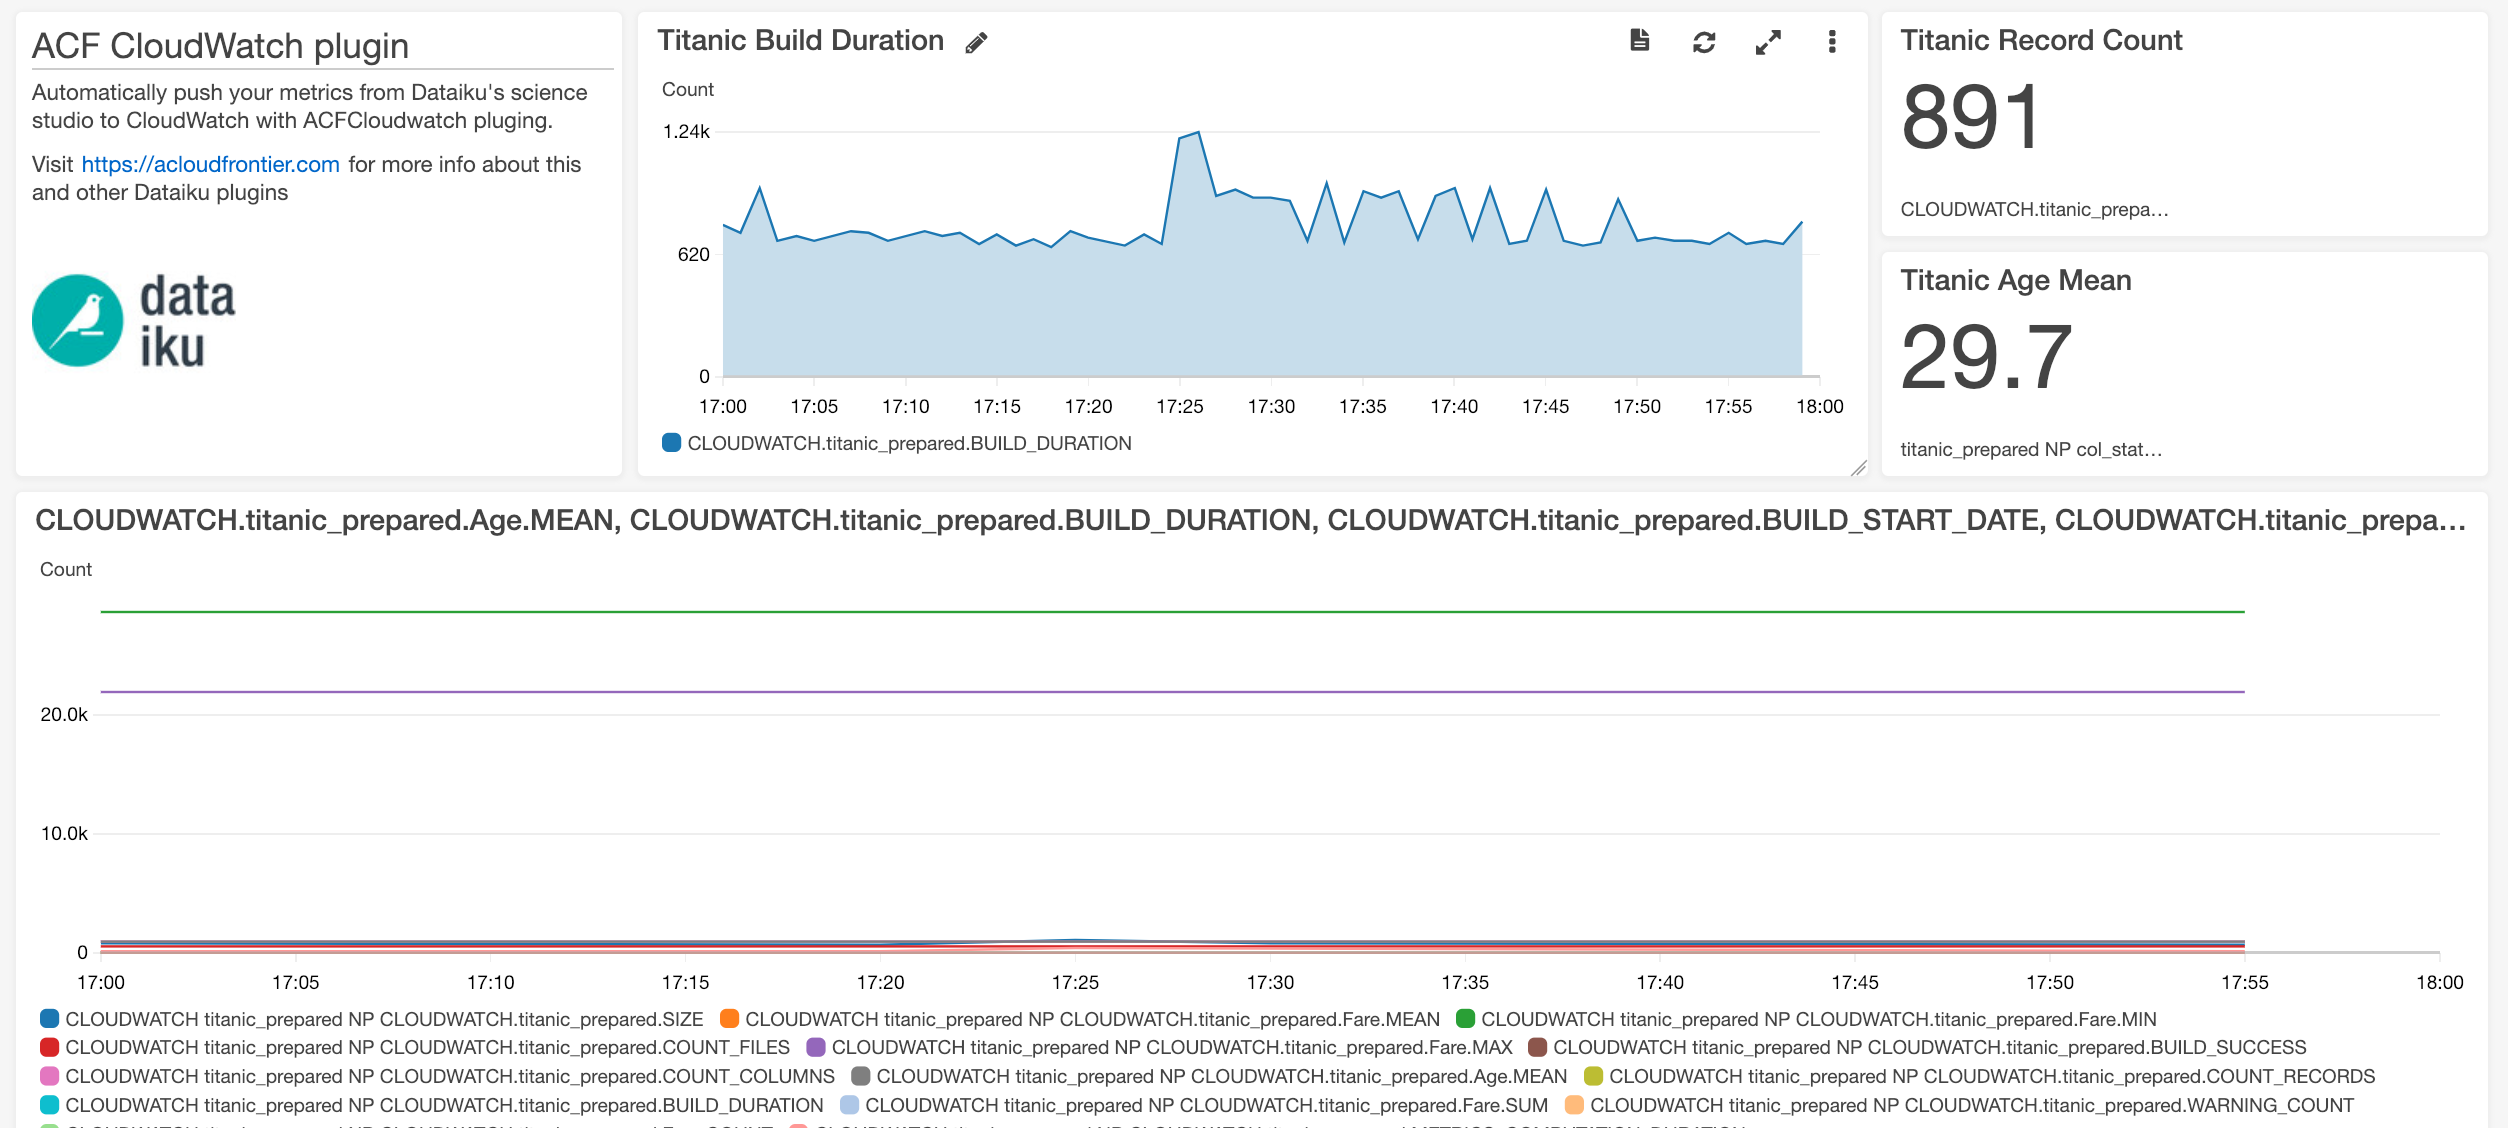 ACF CloudWatch plugin
Automatically push your metrics from Dataiku's science
studio to CloudWatch with ACFCloudwatch pluging.
Visit https://acloudfrontier.com for more info about this
and other Dataiku plugins
data
iku
Titanic Build Duration
Count
1.24k
620
0
17:00 17:05 17:10 17:15 17:20 17:25 17:30 17:35 17:40 17:45 17:50 17:55 18:00
CLOUDWATCH.titanic_prepared.BUILD_DURATION
Titanic Record Count
891
CLOUDWATCH.titanic_prepa...
Titanic Age Mean
29.7
titanic_prepared NP col_stat...
CLOUDWATCH.titanic_prepared.Age.MEAN, CLOUDWATCH.titanic_prepared.BUILD_DURATION, CLOUDWATCH.titanic_prepared.BUILD_START_DATE, CLOUDWATCH.titanic_prepa...
Count
20.0k
10.0k
0
17:00 17:05 17:10 17:15 17:20 17:25 17:30 17:35 17:40 17:45 17:50 17:55 18:00
CLOUDWATCH titanic_prepared NP CLOUDWATCH.titanic_prepared.SIZE CLOUDWATCH titanic_prepared NP CLOUDWATCH.titanic_prepared.Fare.MEAN CLOUDWATCH titanic_prepared NP CLOUDWATCH.titanic_prepared.Fare.MIN
CLOUDWATCH titanic_prepared NP CLOUDWATCH.titanic_prepared.COUNT_FILES CLOUDWATCH titanic_prepared NP CLOUDWATCH.titanic_prepared.Fare.MAX CLOUDWATCH titanic_prepared NP CLOUDWATCH.titanic_prepared.BUILD_SUCCESS
CLOUDWATCH titanic_prepared NP CLOUDWATCH.titanic_prepared.COUNT_COLUMNS CLOUDWATCH titanic_prepared NP CLOUDWATCH.titanic_prepared.Age.MEAN CLOUDWATCH titanic_prepared NP CLOUDWATCH.titanic_prepared.COUNT_RECORDS
CLOUDWATCH titanic_prepared NP CLOUDWATCH.titanic_prepared.BUILD_DURATION CLOUDWATCH titanic_prepared NP CLOUDWATCH.titanic_prepared.Fare.SUM CLOUDWATCH titanic_prepared NP CLOUDWATCH.titanic_prepared.WARNING_COUNT